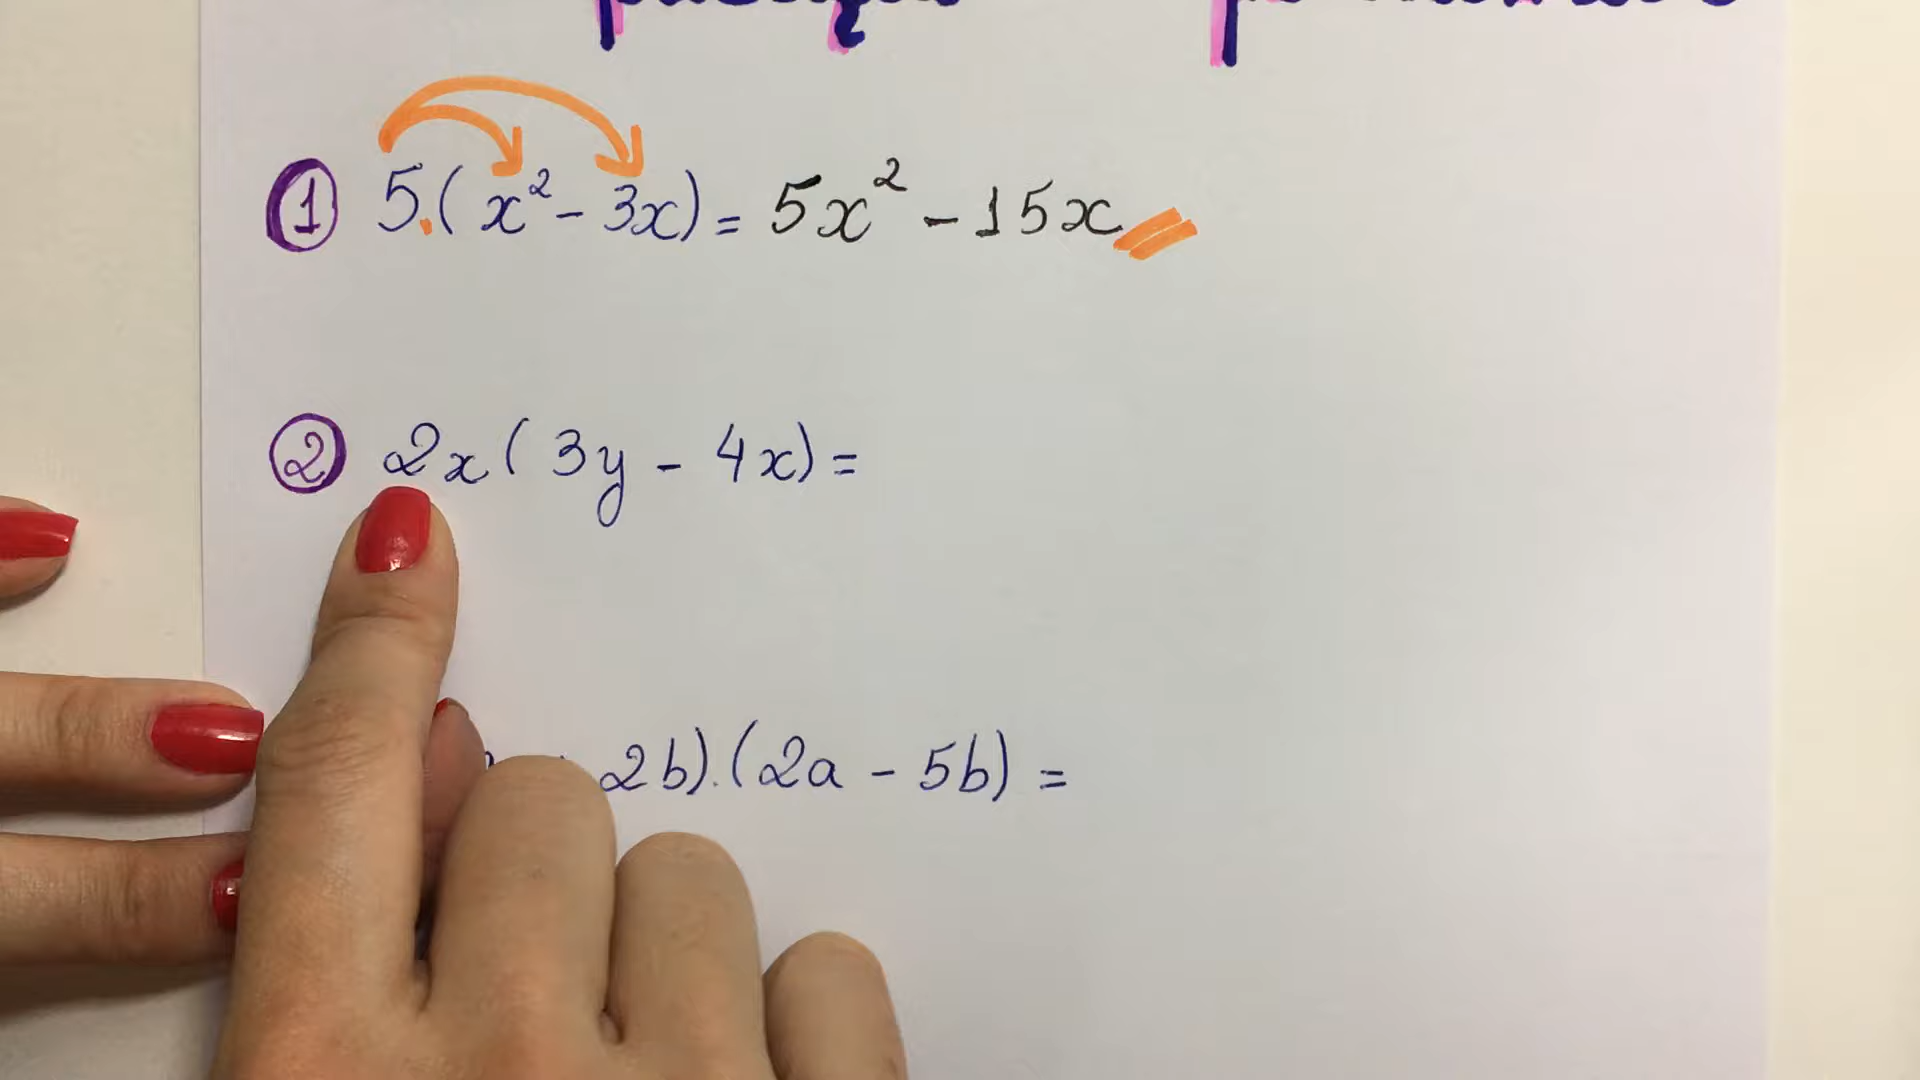 1 5.(x² - 3x) = 5x² - 15x
2 2x(3y - 4x) =
2b).(2a - 5b) =